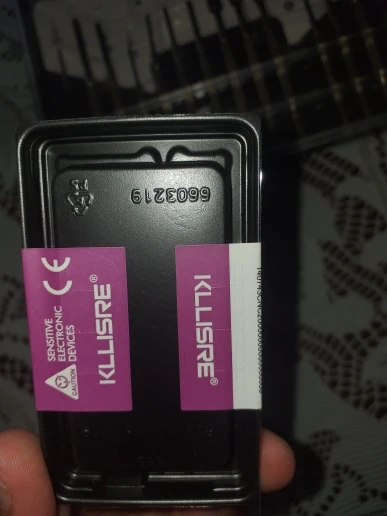 6603219
CE
SENSITIVE
ELECTRONIC
DEVICES
CAUTION
KLLISRE®
KLLISRE®